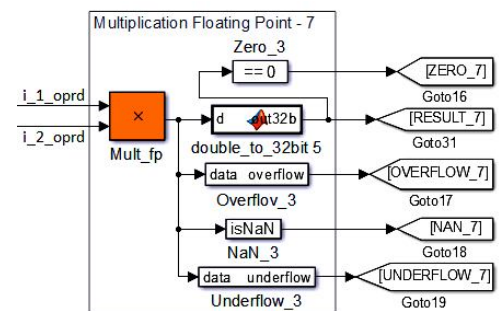 Multiplication Floating Point - 7
Zero_3
== 0
[ZERO_7]
Goto16
i_1_oprd
i_2_oprd
×
Mult_fp
d out32b
double_to_32bit 5
[RESULT_7]
Goto31
data overflow
Overflov_3
[OVERFLOW_7]
Goto17
isNaN
NaN_3
[NAN_7]
Goto18
data underflow
Underflow_3
[UNDERFLOW_7]
Goto19